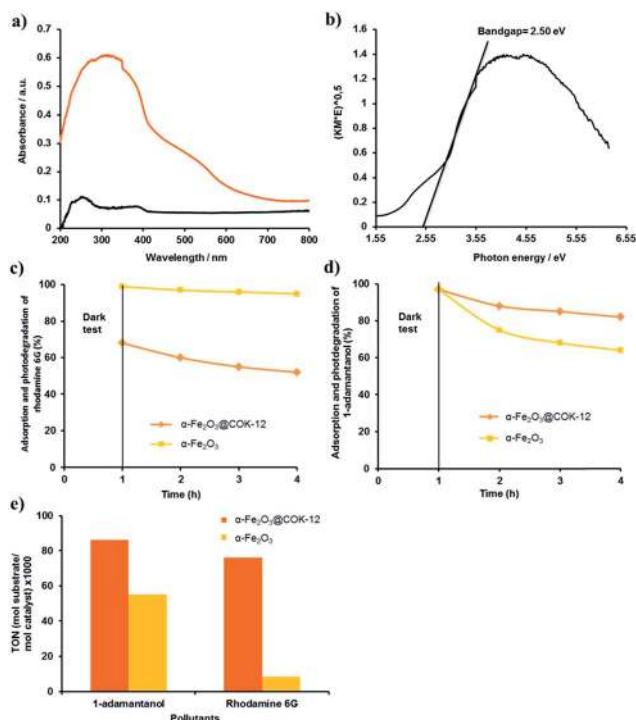 a)
0.7
0.6
0.5
0.4
0.3
0.2
0.1
0
Absorbance / a.u.
200 300 400 500 600 700 800
Wavelength / nm
b)
Bandgap= 2.50 eV
1.6
1.4
1.2
1
0.8
0.6
0.4
0.2
0
(KM*E)^0,5
1.55 2.55 3.55 4.55 5.55 6.55
Photon energy / eV
c)
100
80
60
40
20
0
Adsorption and photodegradation of
rhodamine 6G (%)
Dark
test
α-Fe₂O₃@COK-12
α-Fe₂O₃
0 1 2 3 4
Time (h)
d)
100
80
60
40
20
0
Adsorption and photdegradation of
1-adamantanol (%)
Dark
test
α-Fe₂O₃@COK-12
α-Fe₂O₃
0 1 2 3 4
Time (h)
e)
100
80
60
40
20
0
TON (mol substrate/
mol catalyst) x1000
α-Fe₂O₃@COK-12
α-Fe₂O₃
1-adamantanol Rhodamine 6G
Pollutants